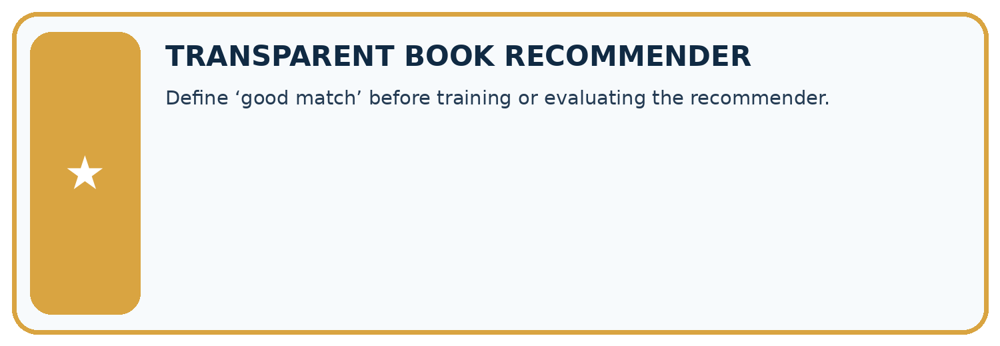 TRANSPARENT BOOK RECOMMENDER
Define ‘good match’ before training or evaluating the recommender.